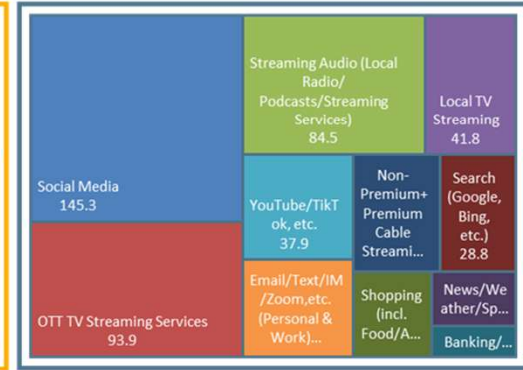 Social Media
145.3
OTT TV Streaming Services
93.9
Streaming Audio (Local
Radio/
Podcasts/Streaming
Services)
84.5
Local TV
Streaming
41.8
YouTube/TikT
ok, etc.
37.9
Non-
Premium+
Premium
Cable
Streami...
Search
(Google,
Bing,
etc.)
28.8
Email/Text/IM
/Zoom,etc.
(Personal &
Work)...
Shopping
(incl.
Food/A...
News/We
ather/Sp...
Banking/...